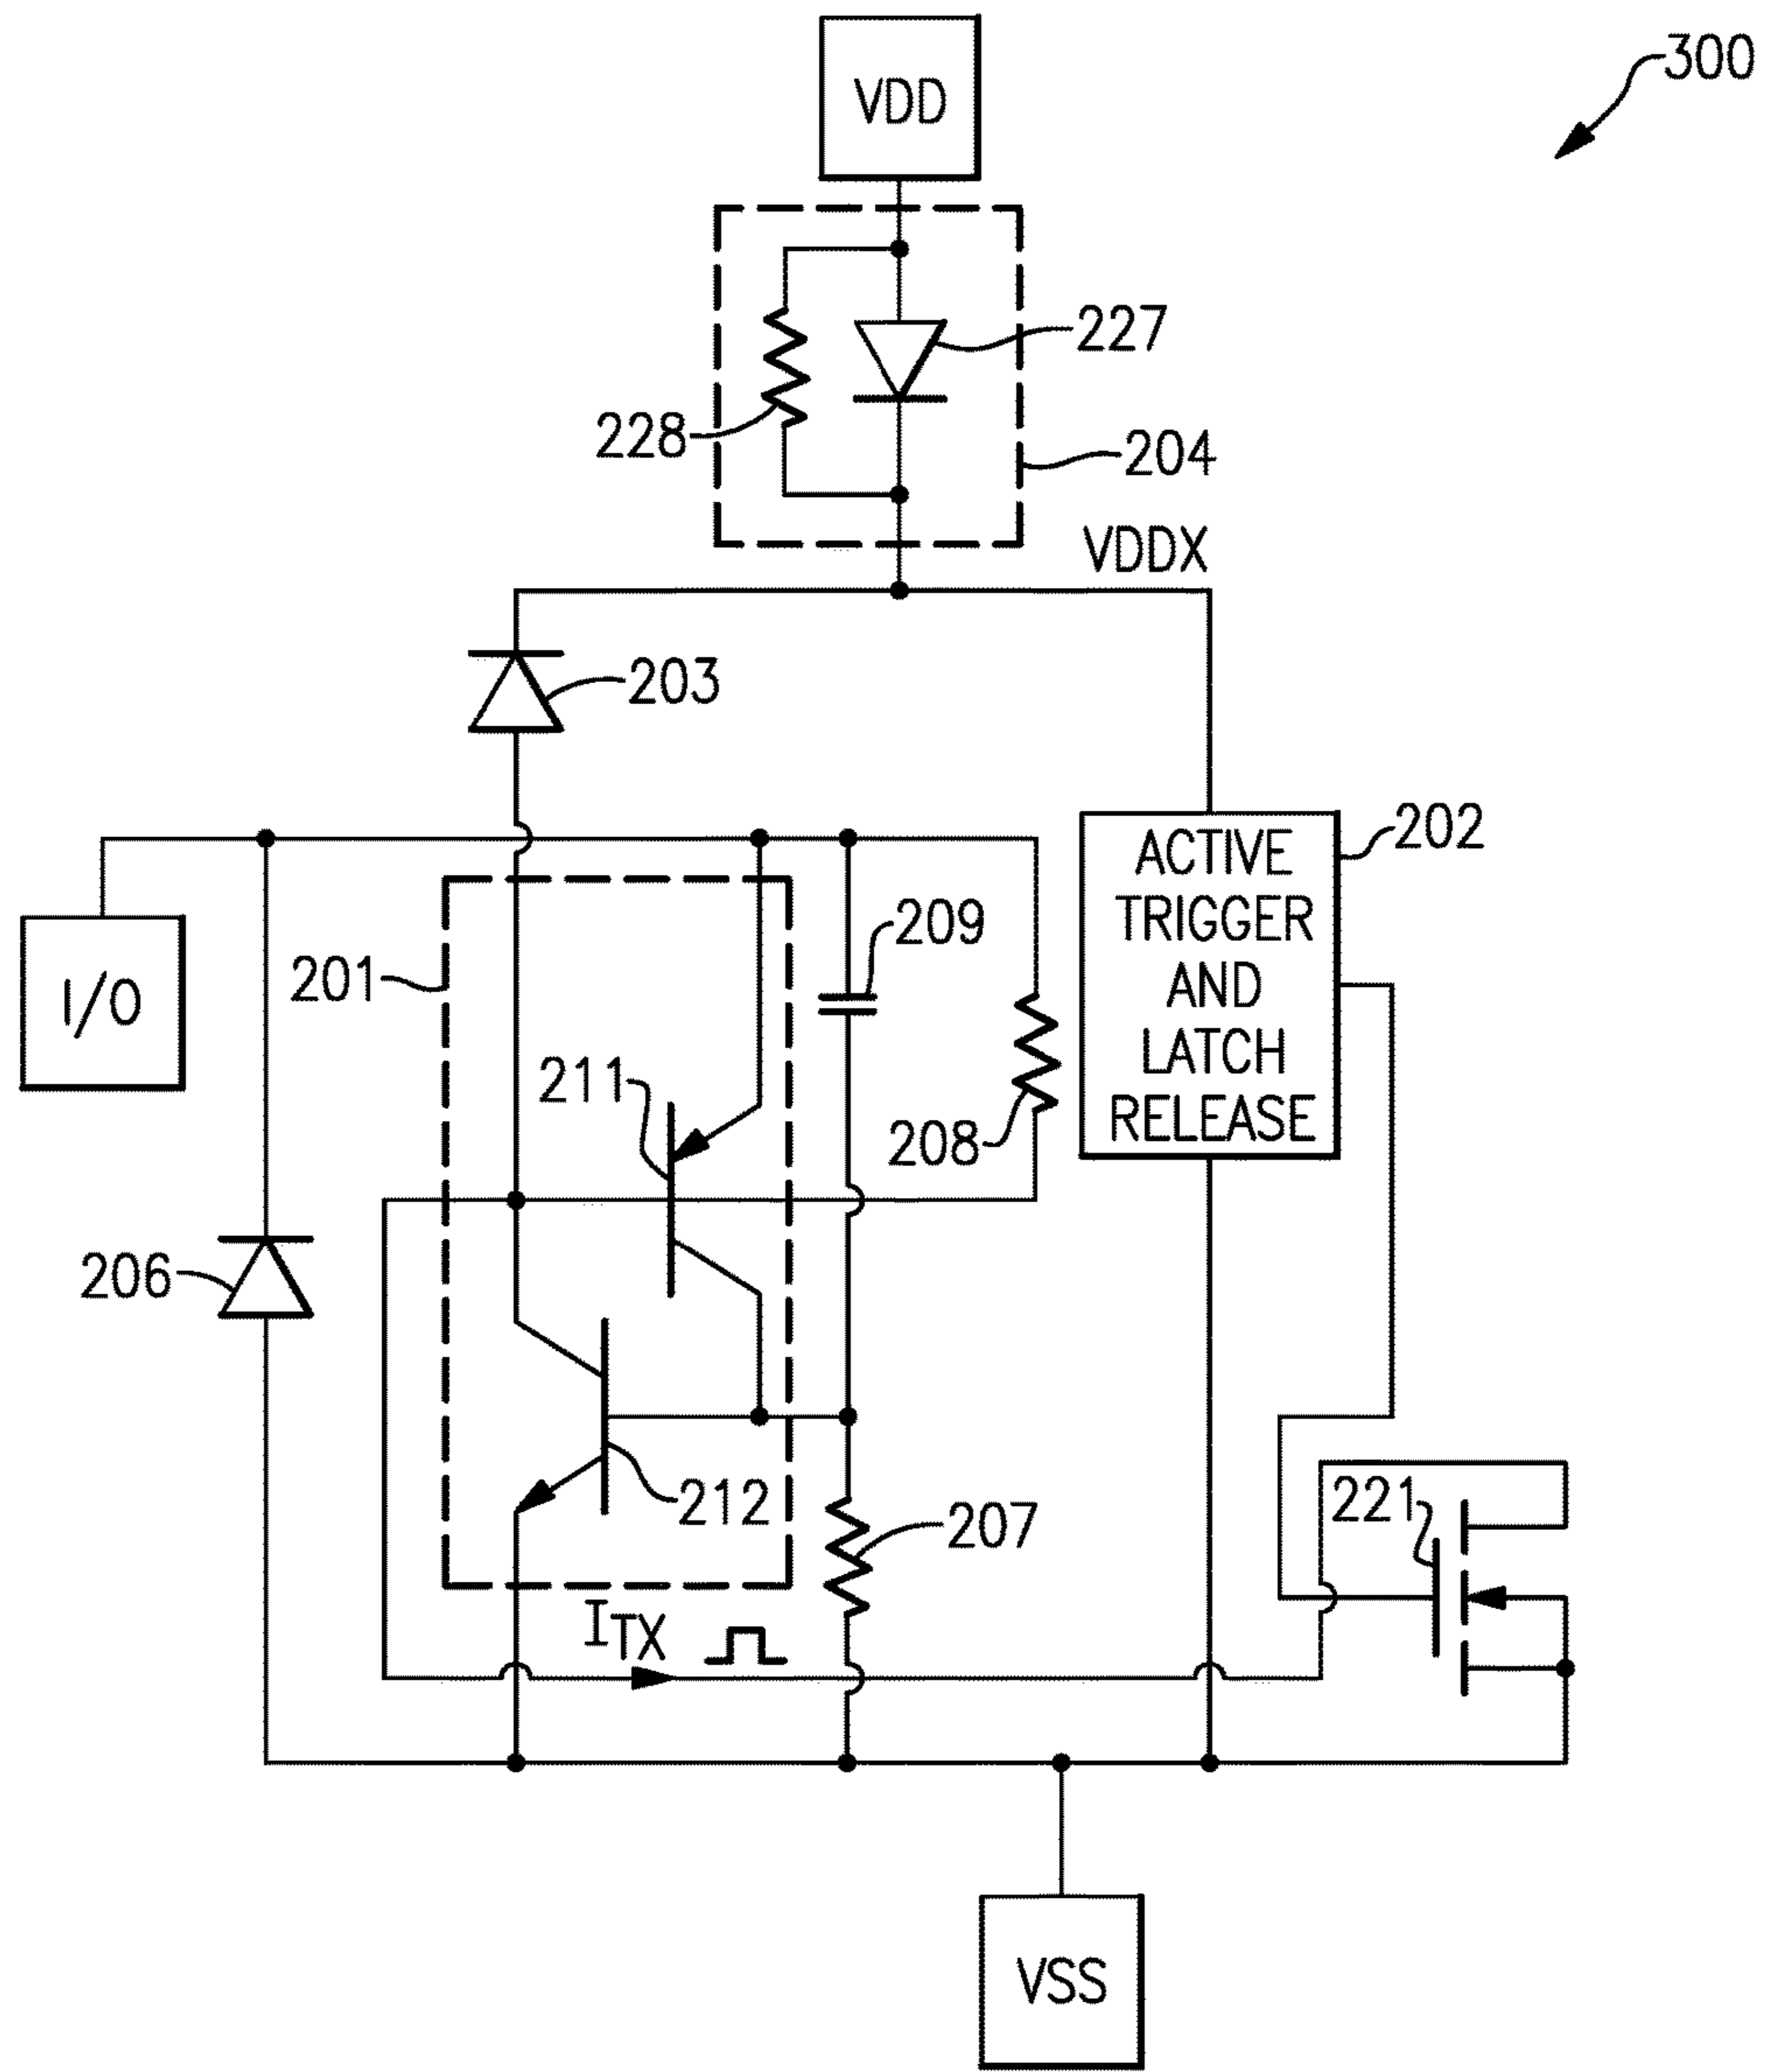 VDD
300
227
228
204
VDDX
203
202
ACTIVE
TRIGGER
AND
LATCH
RELEASE
209
201
I/O
211
208
206
212
207
221
ITX
VSS